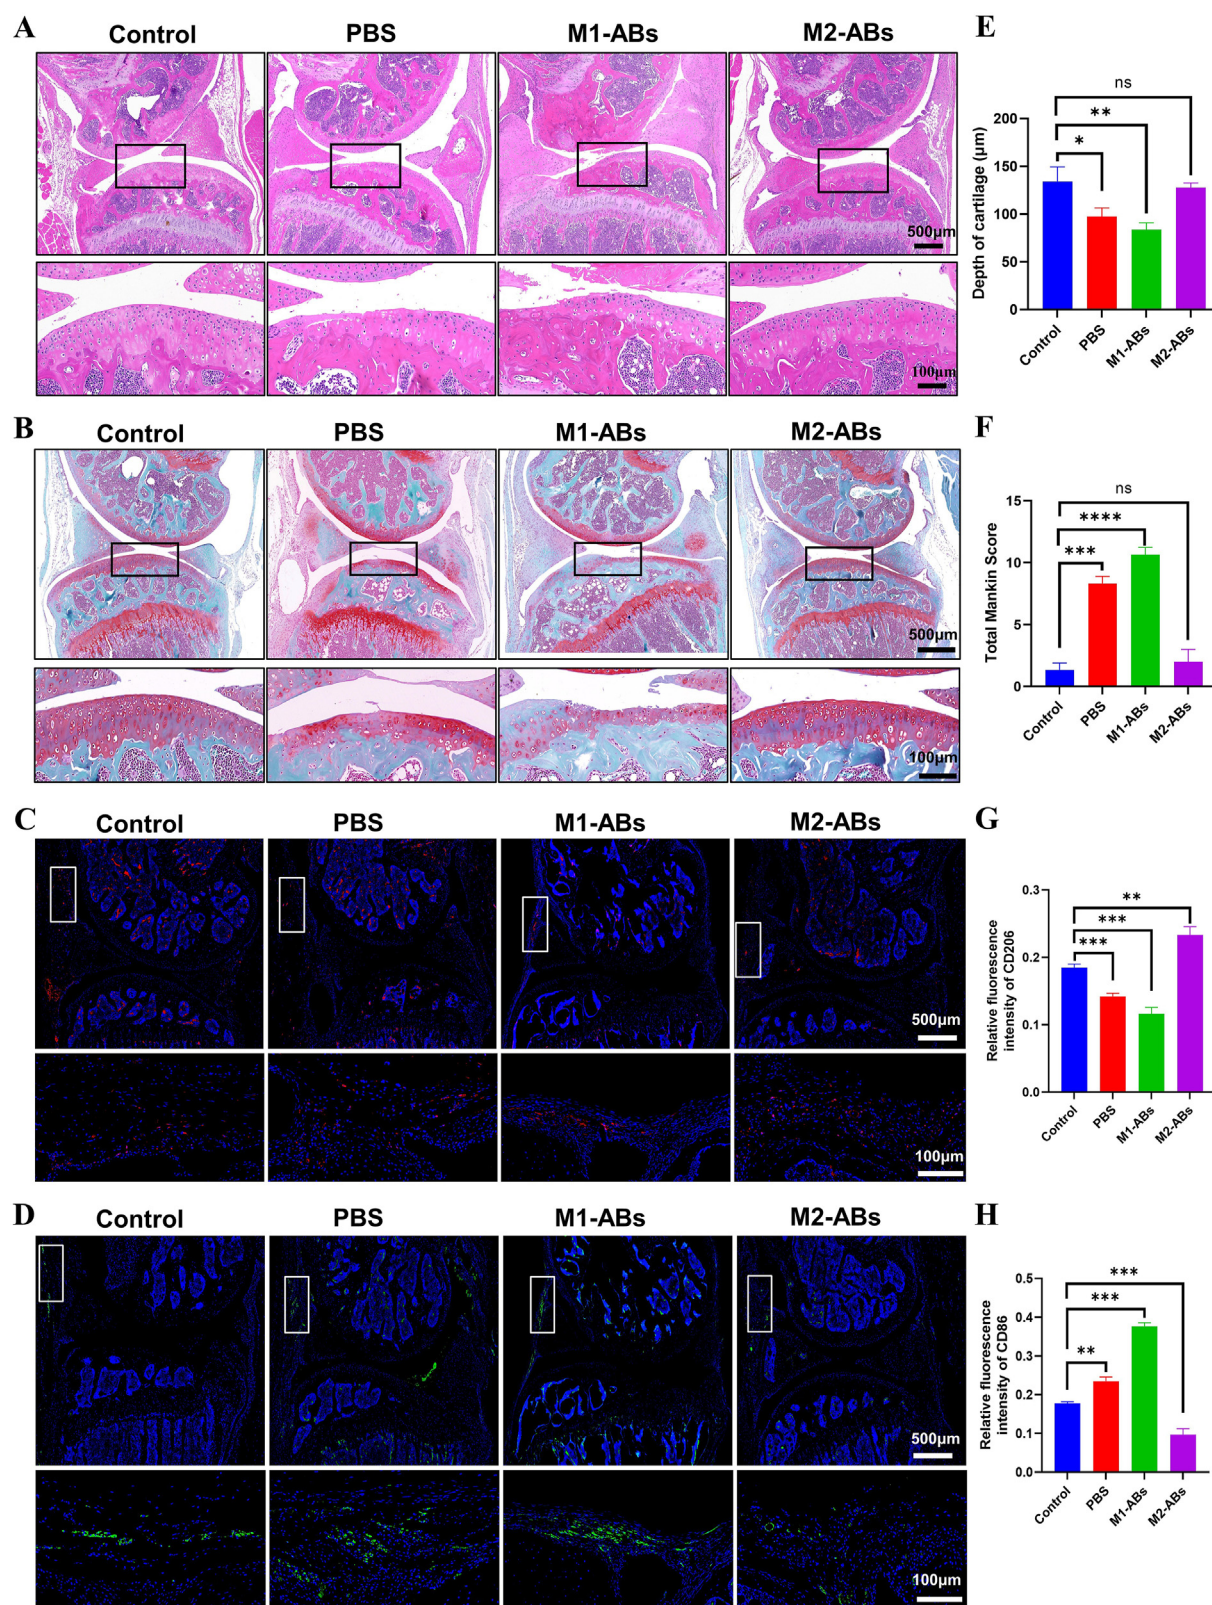 A
Control
PBS
M1-ABs
M2-ABs
500μm
100μm
B
Control
PBS
M1-ABs
M2-ABs
500μm
100μm
C
Control
PBS
M1-ABs
M2-ABs
500μm
100μm
D
Control
PBS
M1-ABs
M2-ABs
500μm
100μm
E
ns
**
*
Depth of cartilage (μm)
200
150
100
50
0
Control
PBS
M1-ABs
M2-ABs
F
ns
****
***
Total Mankin Score
15
10
5
0
Control
PBS
M1-ABs
M2-ABs
G
**
***
***
Relative fluorescence
intensity of CD206
0.3
0.2
0.1
0.0
Control
PBS
M1-ABs
M2-ABs
H
***
***
**
Relative fluorescence
intensity of CD86
0.5
0.4
0.3
0.2
0.1
0.0
Control
PBS
M1-ABs
M2-ABs